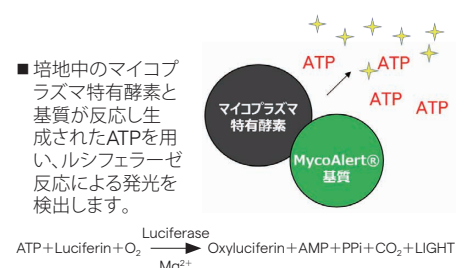 ■培地中のマイコプ
ラズマ特有酵素と
基質が反応し生
成されたATPを用
い、ルシフェラーゼ
反応による発光を
検出します。
ATP
ATP
ATP
ATP
マイコプラズマ
特有酵素
MycoAlert®
基質
Luciferase
ATP+Luciferin+O₂ → Oxyluciferin+AMP+PPi+CO₂+LIGHT
Mg²⁺